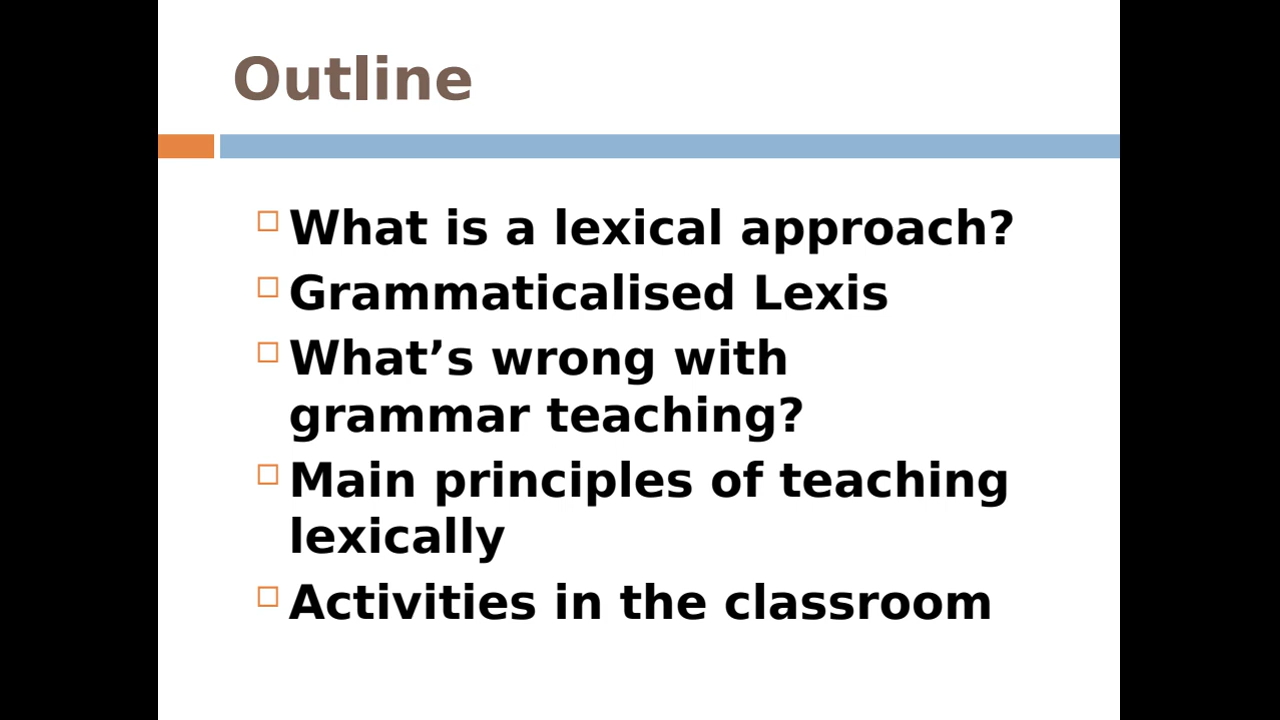 Outline
What is a lexical approach?
Grammaticalised Lexis
What’s wrong with
grammar teaching?
Main principles of teaching
lexically
Activities in the classroom